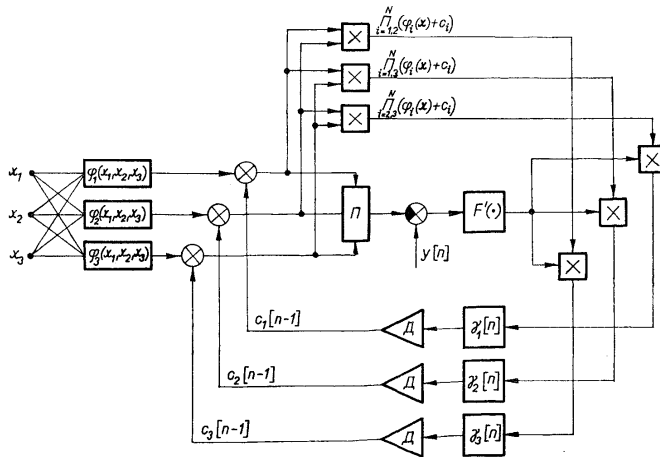 N
Π (φᵢ(x)+cᵢ)
i=1,2
N
Π (φᵢ(x)+cᵢ)
i=1,3
N
Π (φᵢ(x)+cᵢ)
i=2,3
×
×
×
x₁
φ₁(x₁,x₂,x₃)
×
x₂
φ₂(x₁,x₂,x₃)
П
F'(·)
×
x₃
φ₃(x₁,x₂,x₃)
y[n]
×
c₁[n-1]
Д
γ₁[n]
c₂[n-1]
Д
γ₂[n]
c₃[n-1]
Д
γ₃[n]